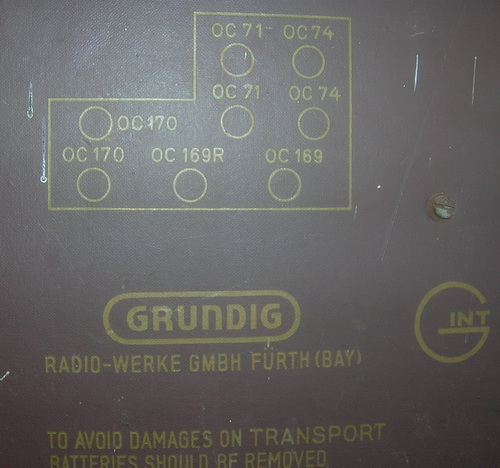 OC 71 OC 74
OC 71 OC 74
OC 170
OC 170 OC 169R OC 169
GRUNDIG
G INT
RADIO-WERKE GMBH FÜRTH (BAY)
TO AVOID DAMAGES ON TRANSPORT
BATTERIES SHOULD BE REMOVED